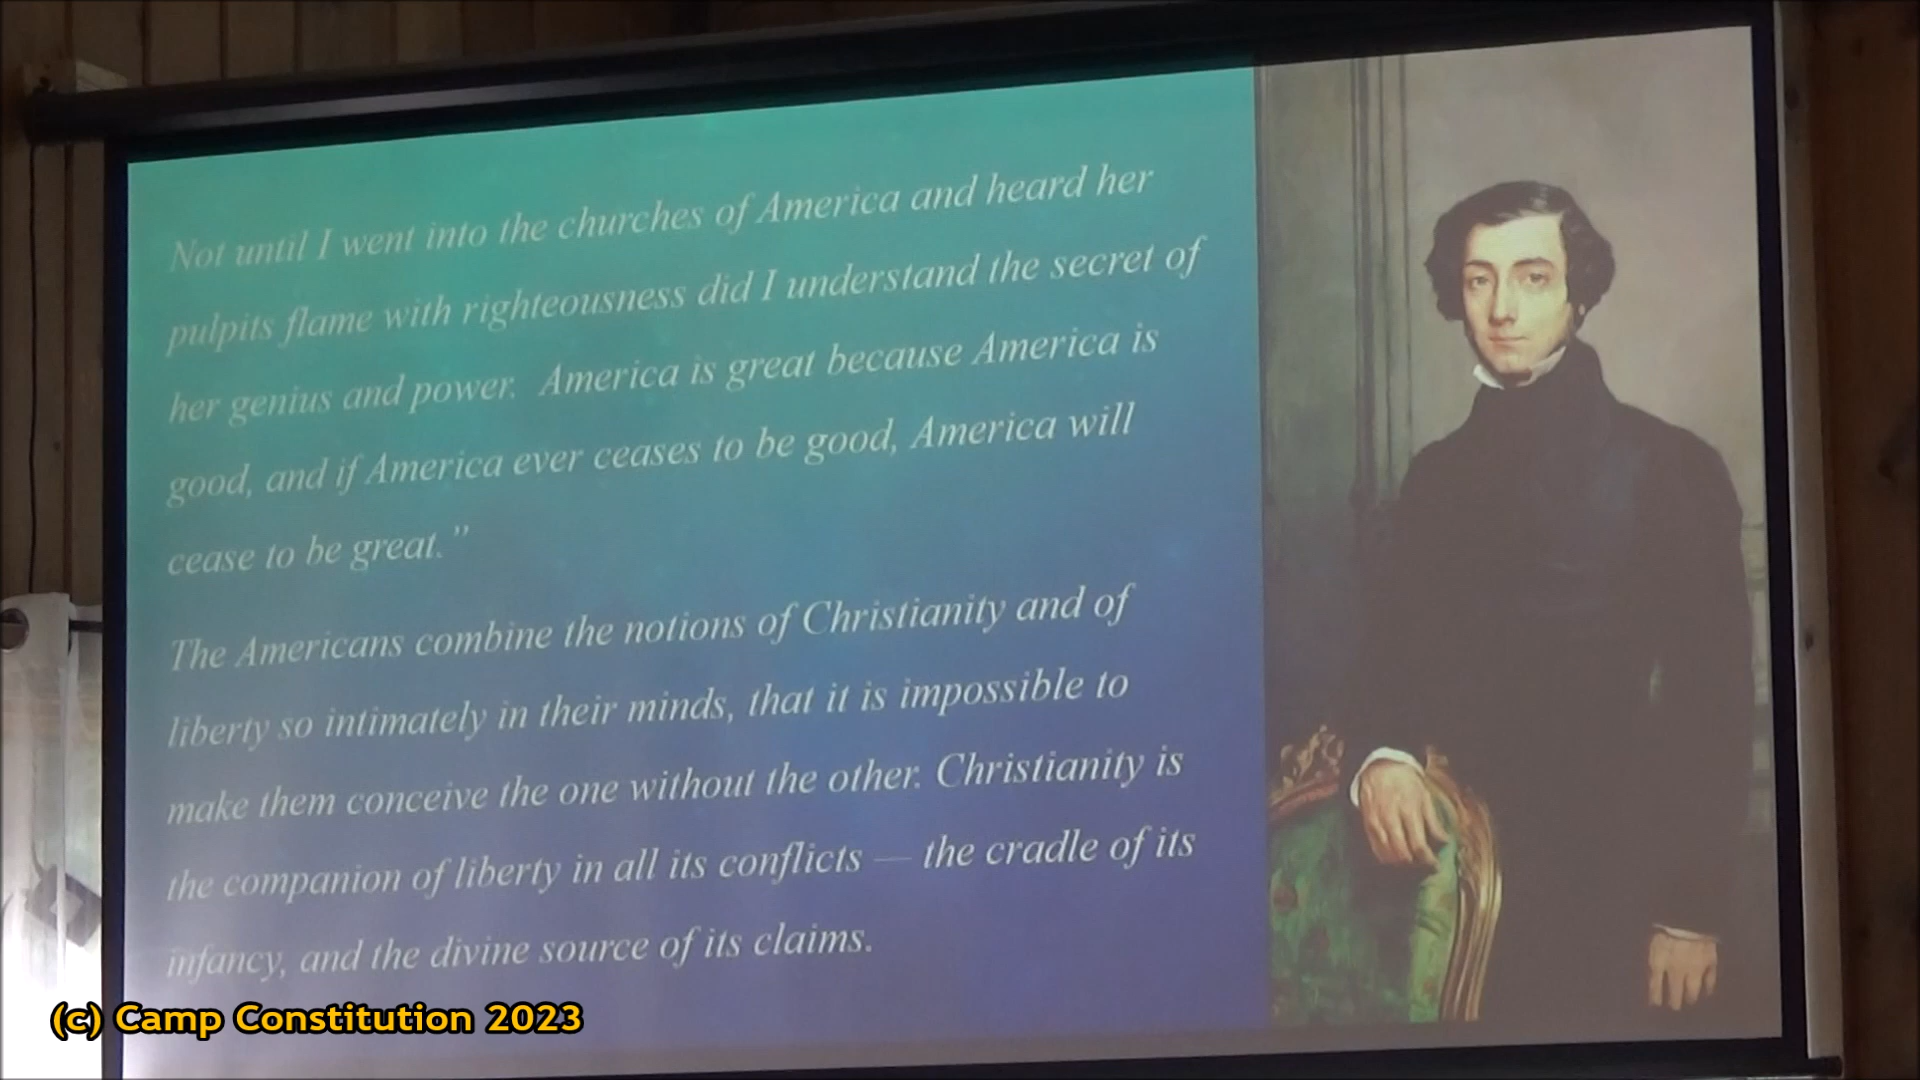 Not until I went into the churches of America and heard her
pulpits flame with righteousness did I understand the secret of
her genius and power.  America is great because America is
good, and if America ever ceases to be good, America will
cease to be great.”
The Americans combine the notions of Christianity and of
liberty so intimately in their minds, that it is impossible to
make them conceive the one without the other. Christianity is
the companion of liberty in all its conflicts — the cradle of its
infancy, and the divine source of its claims.
(c) Camp Constitution 2023